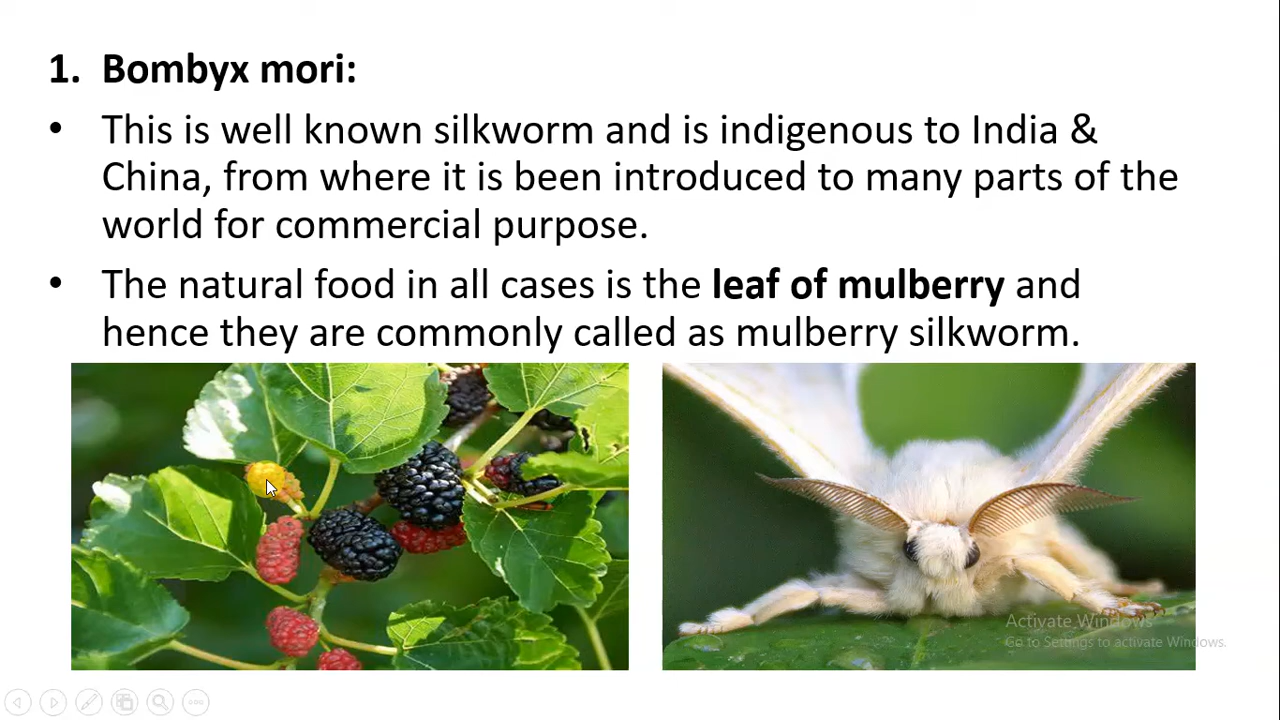 1. Bombyx mori:
• This is well known silkworm and is indigenous to India &
China, from where it is been introduced to many parts of the
world for commercial purpose.
• The natural food in all cases is the leaf of mulberry and
hence they are commonly called as mulberry silkworm.
Activate Windows
Go to Settings to activate Windows.